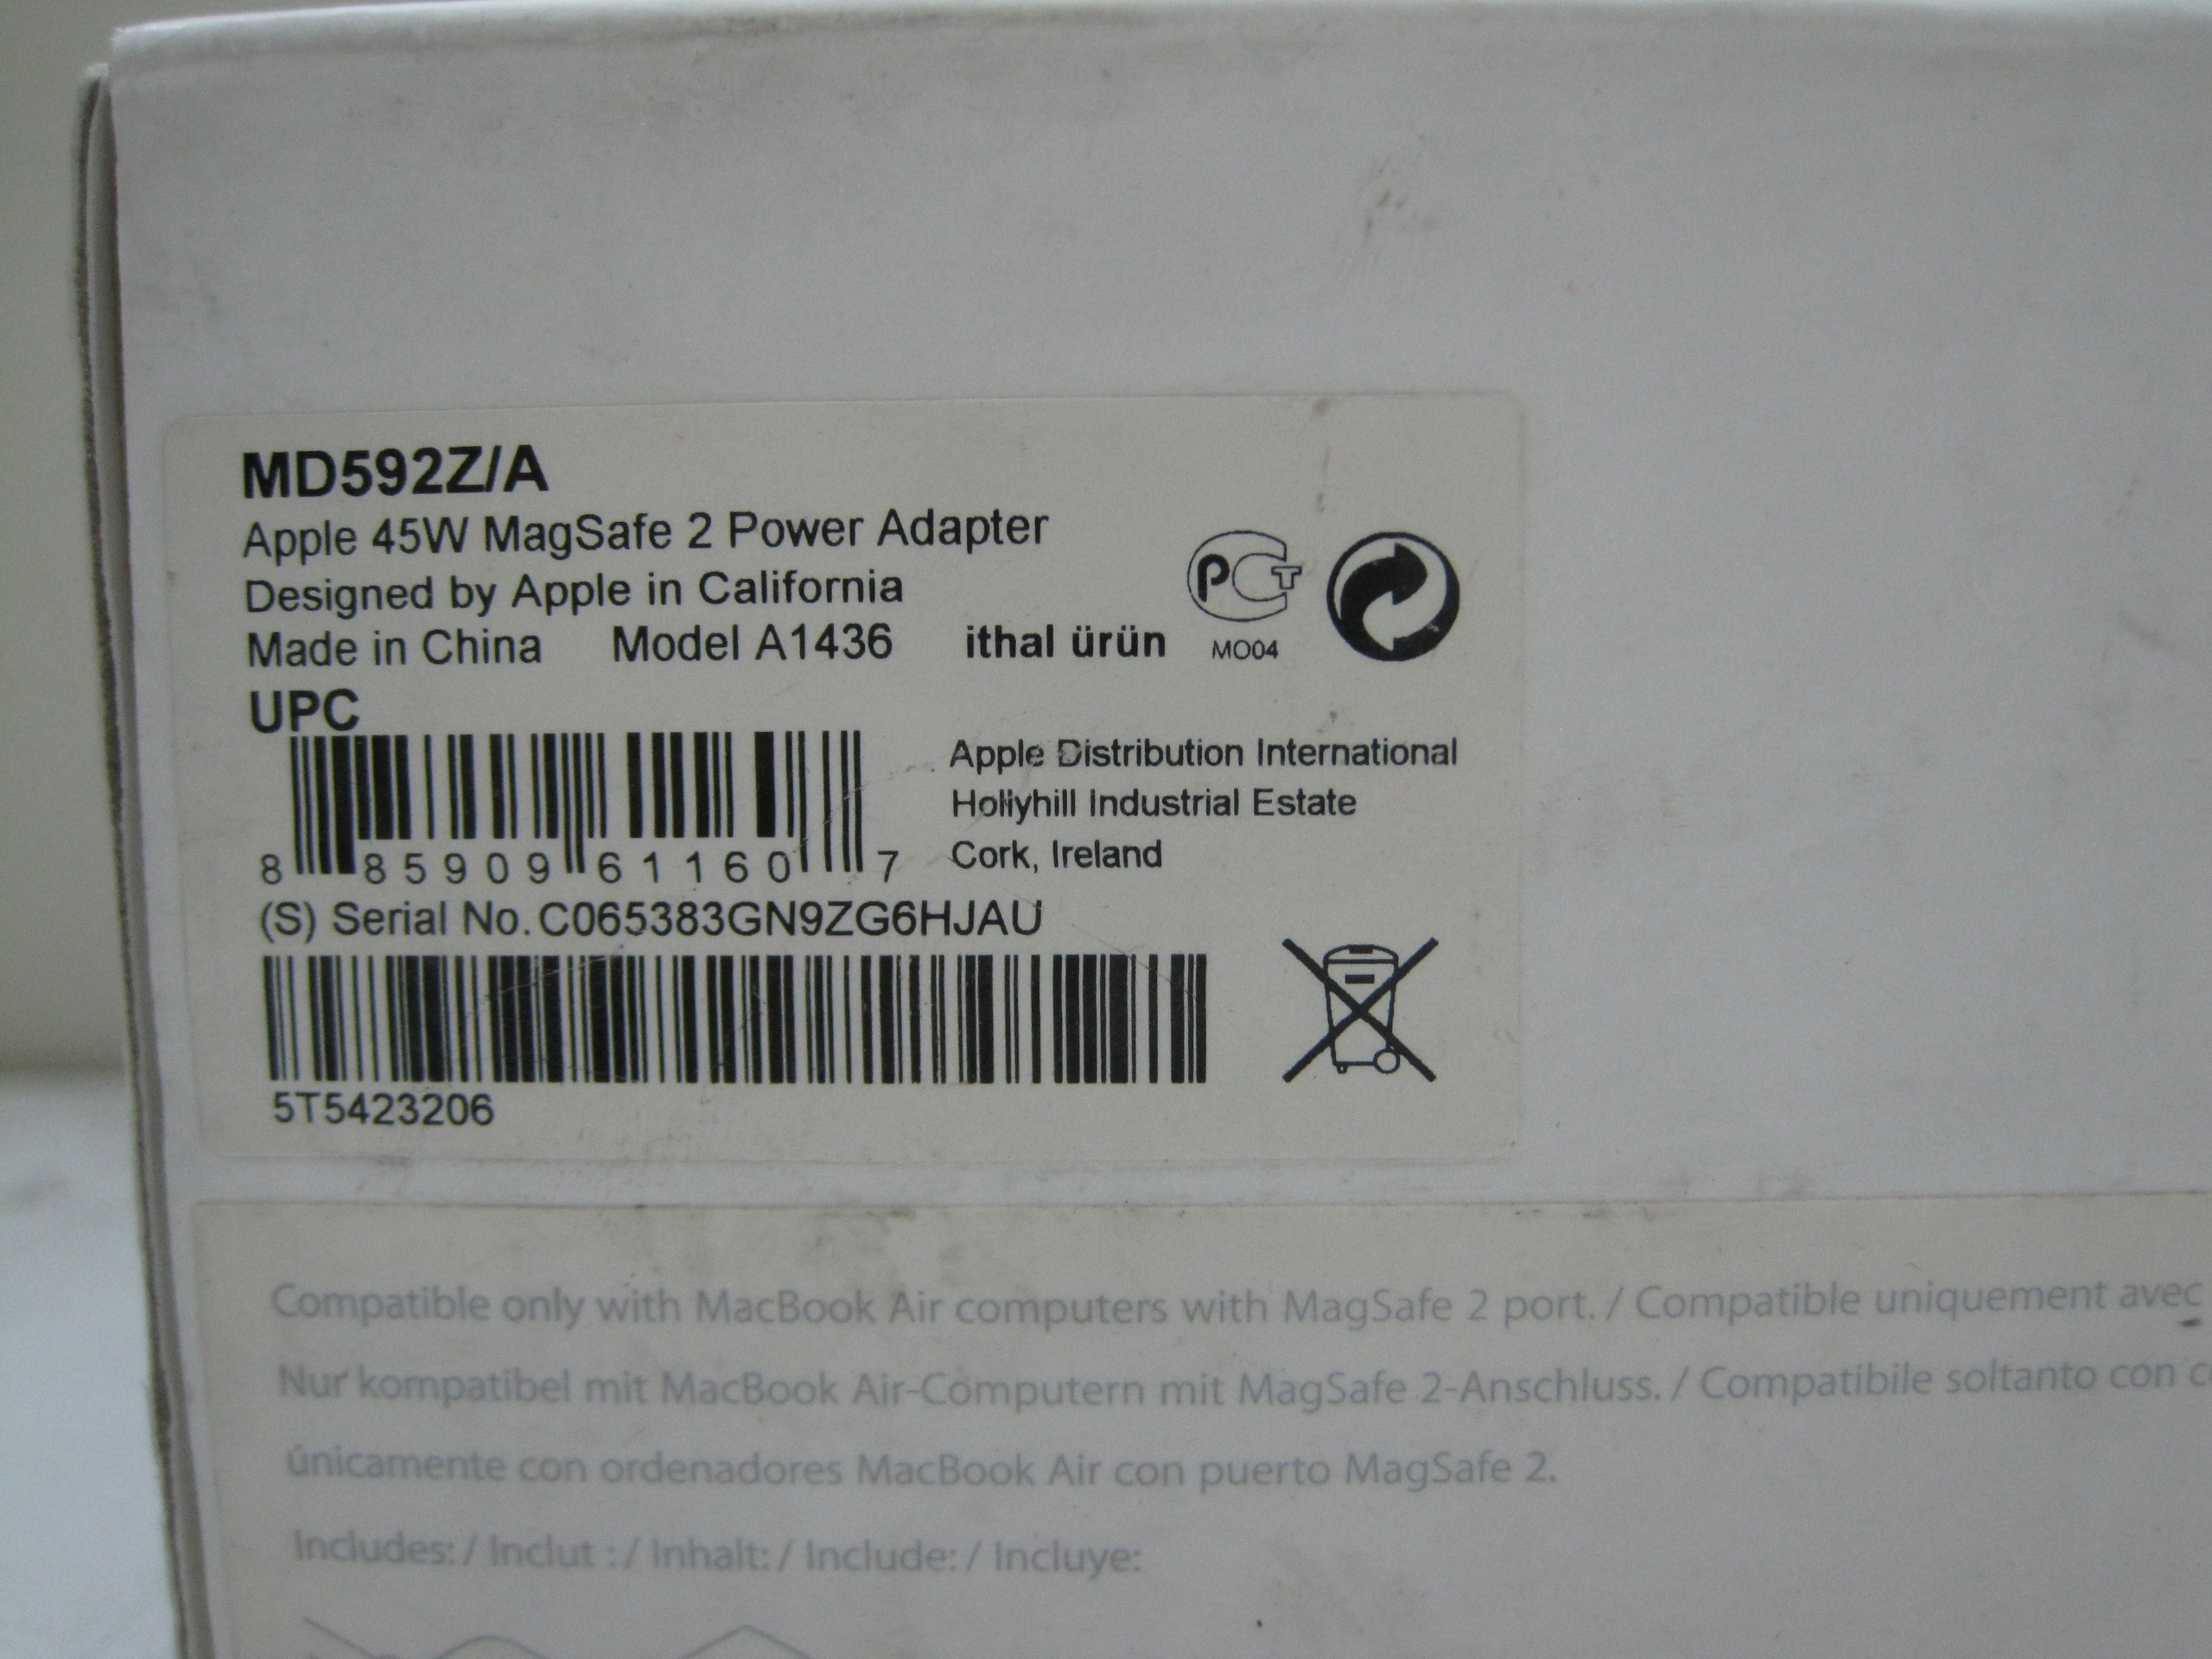 MD592Z/A
Apple 45W MagSafe 2 Power Adapter
Designed by Apple in California
Made in China Model A1436 ithal ürün
РСТ
MO04
UPC
8 85909 61160 7
Apple Distribution International
Hollyhill Industrial Estate
Cork, Ireland
(S) Serial No. C065383GN9ZG6HJAU
5T5423206
Compatible only with MacBook Air computers with MagSafe 2 port. / Compatible uniquement avec
Nur kompatibel mit MacBook Air-Computern mit MagSafe 2-Anschluss. / Compatibile soltanto con
únicamente con ordenadores MacBook Air con puerto MagSafe 2.
Includes: / Inclut : / Inhalt: / Include: / Incluye: